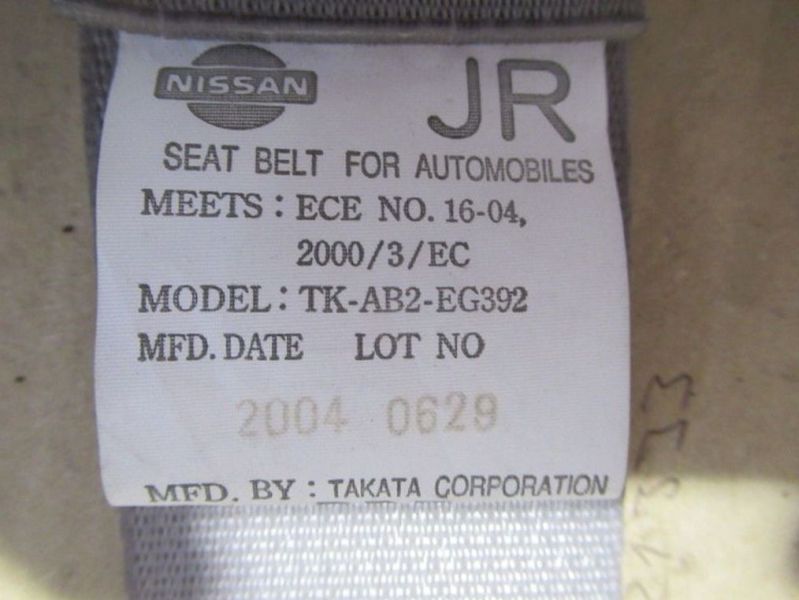 NISSAN JR
SEAT BELT FOR AUTOMOBILES
MEETS : ECE NO. 16-04,
2000/3/EC
MODEL : TK-AB2-EG392
MFD. DATE LOT NO
2004 0629
MFD. BY : TAKATA CORPORATION